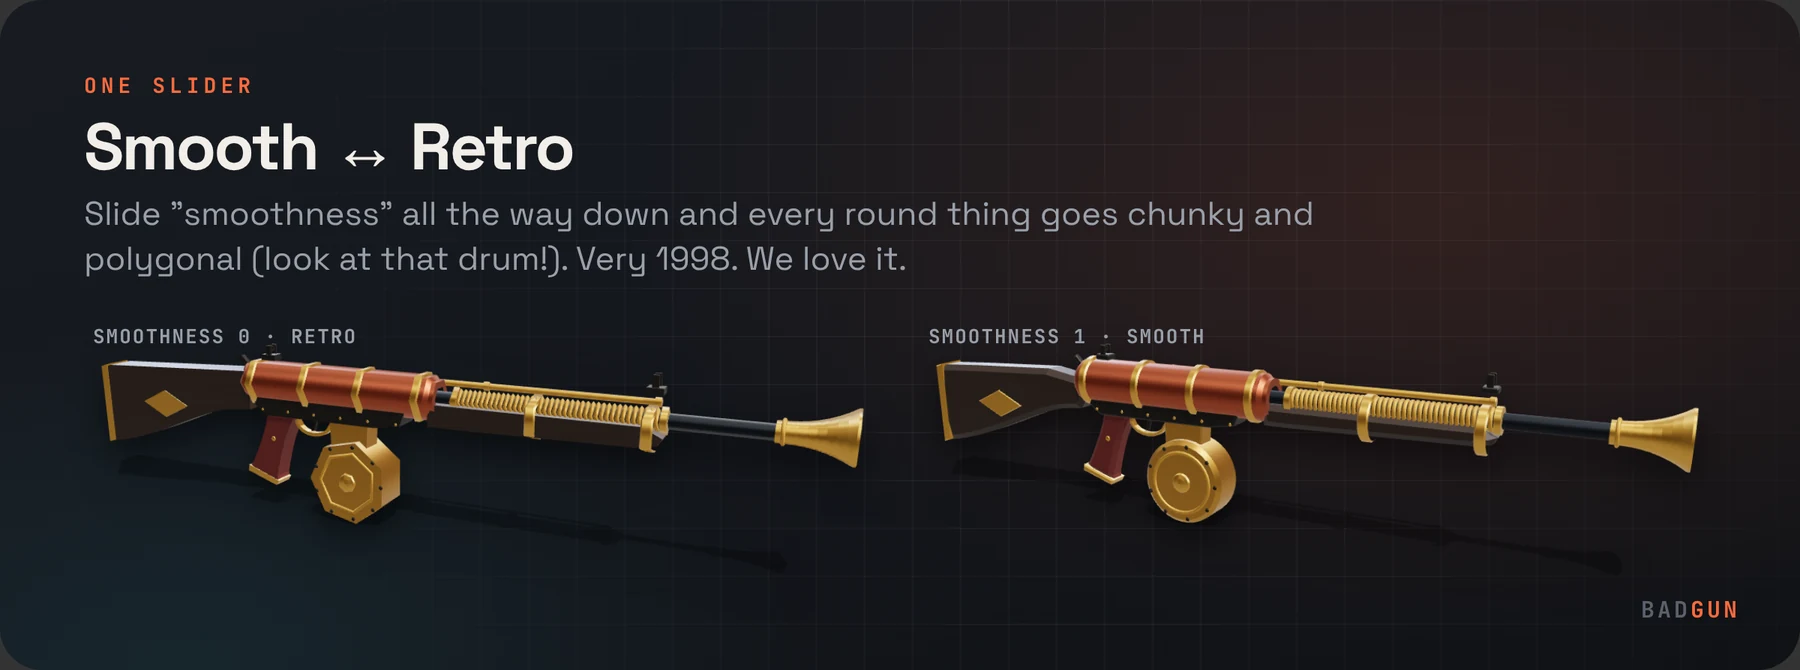 ONE SLIDER
Smooth ↔ Retro
Slide ”smoothness” all the way down and every round thing goes chunky and
polygonal (look at that drum!). Very 1998. We love it.
SMOOTHNESS 0 · RETRO
SMOOTHNESS 1 · SMOOTH
BADGUN